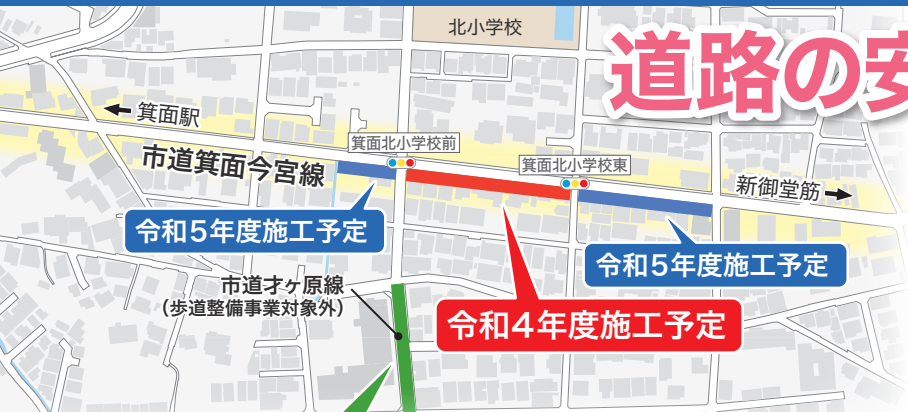 北小学校
道路の安
箕面駅
箕面北小学校前
市道箕面今宮線
箕面北小学校東
新御堂筋
令和5年度施工予定
令和5年度施工予定
市道才ヶ原線
(歩道整備事業対象外)
令和4年度施工予定